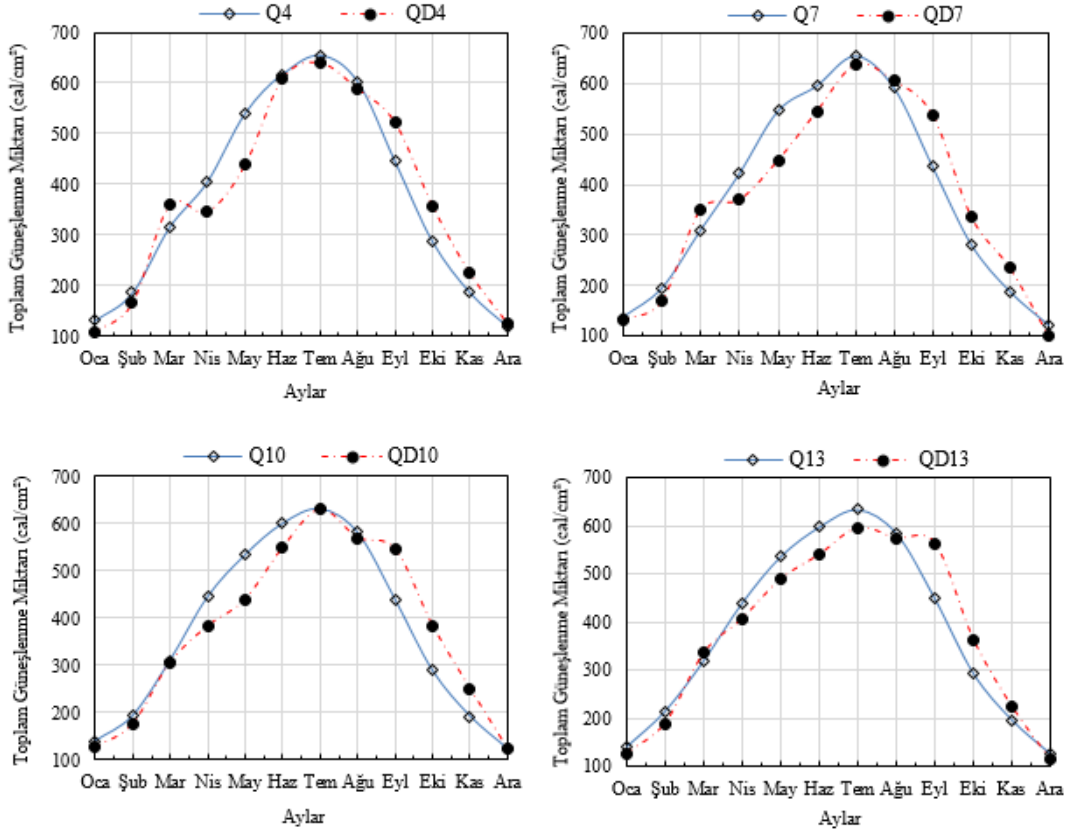 Q4 QD4
Toplam Güneşlenme Miktarı (cal/cm²)
700
600
500
400
300
200
100
Oca Şub Mar Nis May Haz Tem Ağu Eyl Eki Kas Ara
Aylar
Q7 QD7
Toplam Güneşlenme Miktarı (cal/cm²)
700
600
500
400
300
200
100
Oca Şub Mar Nis May Haz Tem Ağu Eyl Eki Kas Ara
Aylar
Q10 QD10
Toplam Güneşlenme Miktarı (cal/cm²)
700
600
500
400
300
200
100
Oca Şub Mar Nis May Haz Tem Ağu Eyl Eki Kas Ara
Aylar
Q13 QD13
Toplam Güneşlenme Miktarı (cal/cm²)
700
600
500
400
300
200
100
Oca Şub Mar Nis May Haz Tem Ağu Eyl Eki Kas Ara
Aylar